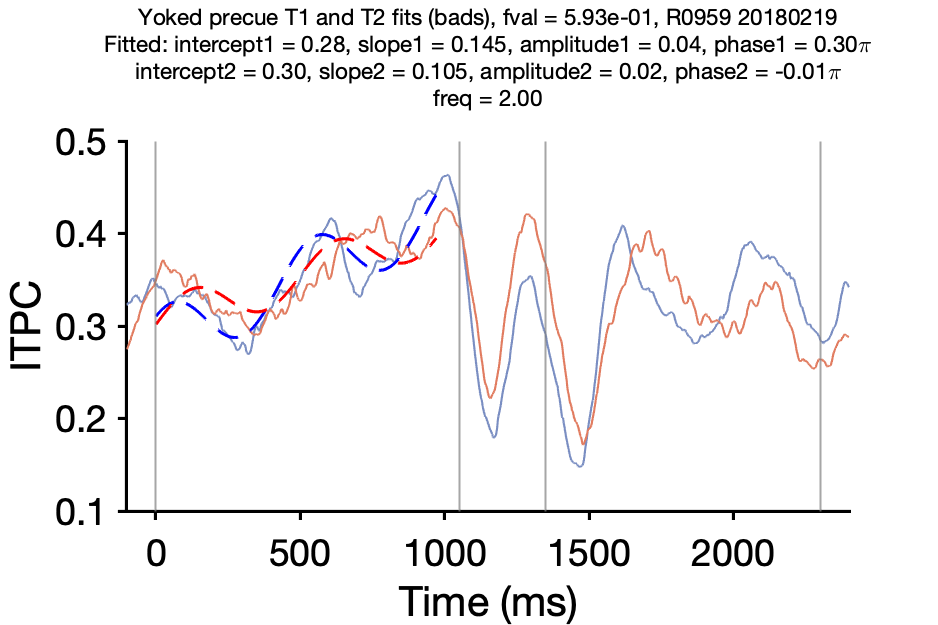 Yoked precue T1 and T2 fits (bads), fval = 5.93e-01, R0959 20180219
Fitted: intercept1 = 0.28, slope1 = 0.145, amplitude1 = 0.04, phase1 = 0.30π
intercept2 = 0.30, slope2 = 0.105, amplitude2 = 0.02, phase2 = -0.01π
freq = 2.00
0.5
0.4
0.3
0.2
0.1
ITPC
0 500 1000 1500 2000
Time (ms)